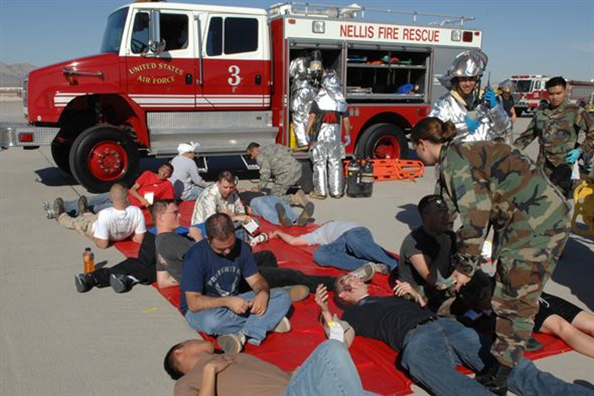 NELLIS FIRE RESCUE
UNITED STATES
AIR FORCE
3